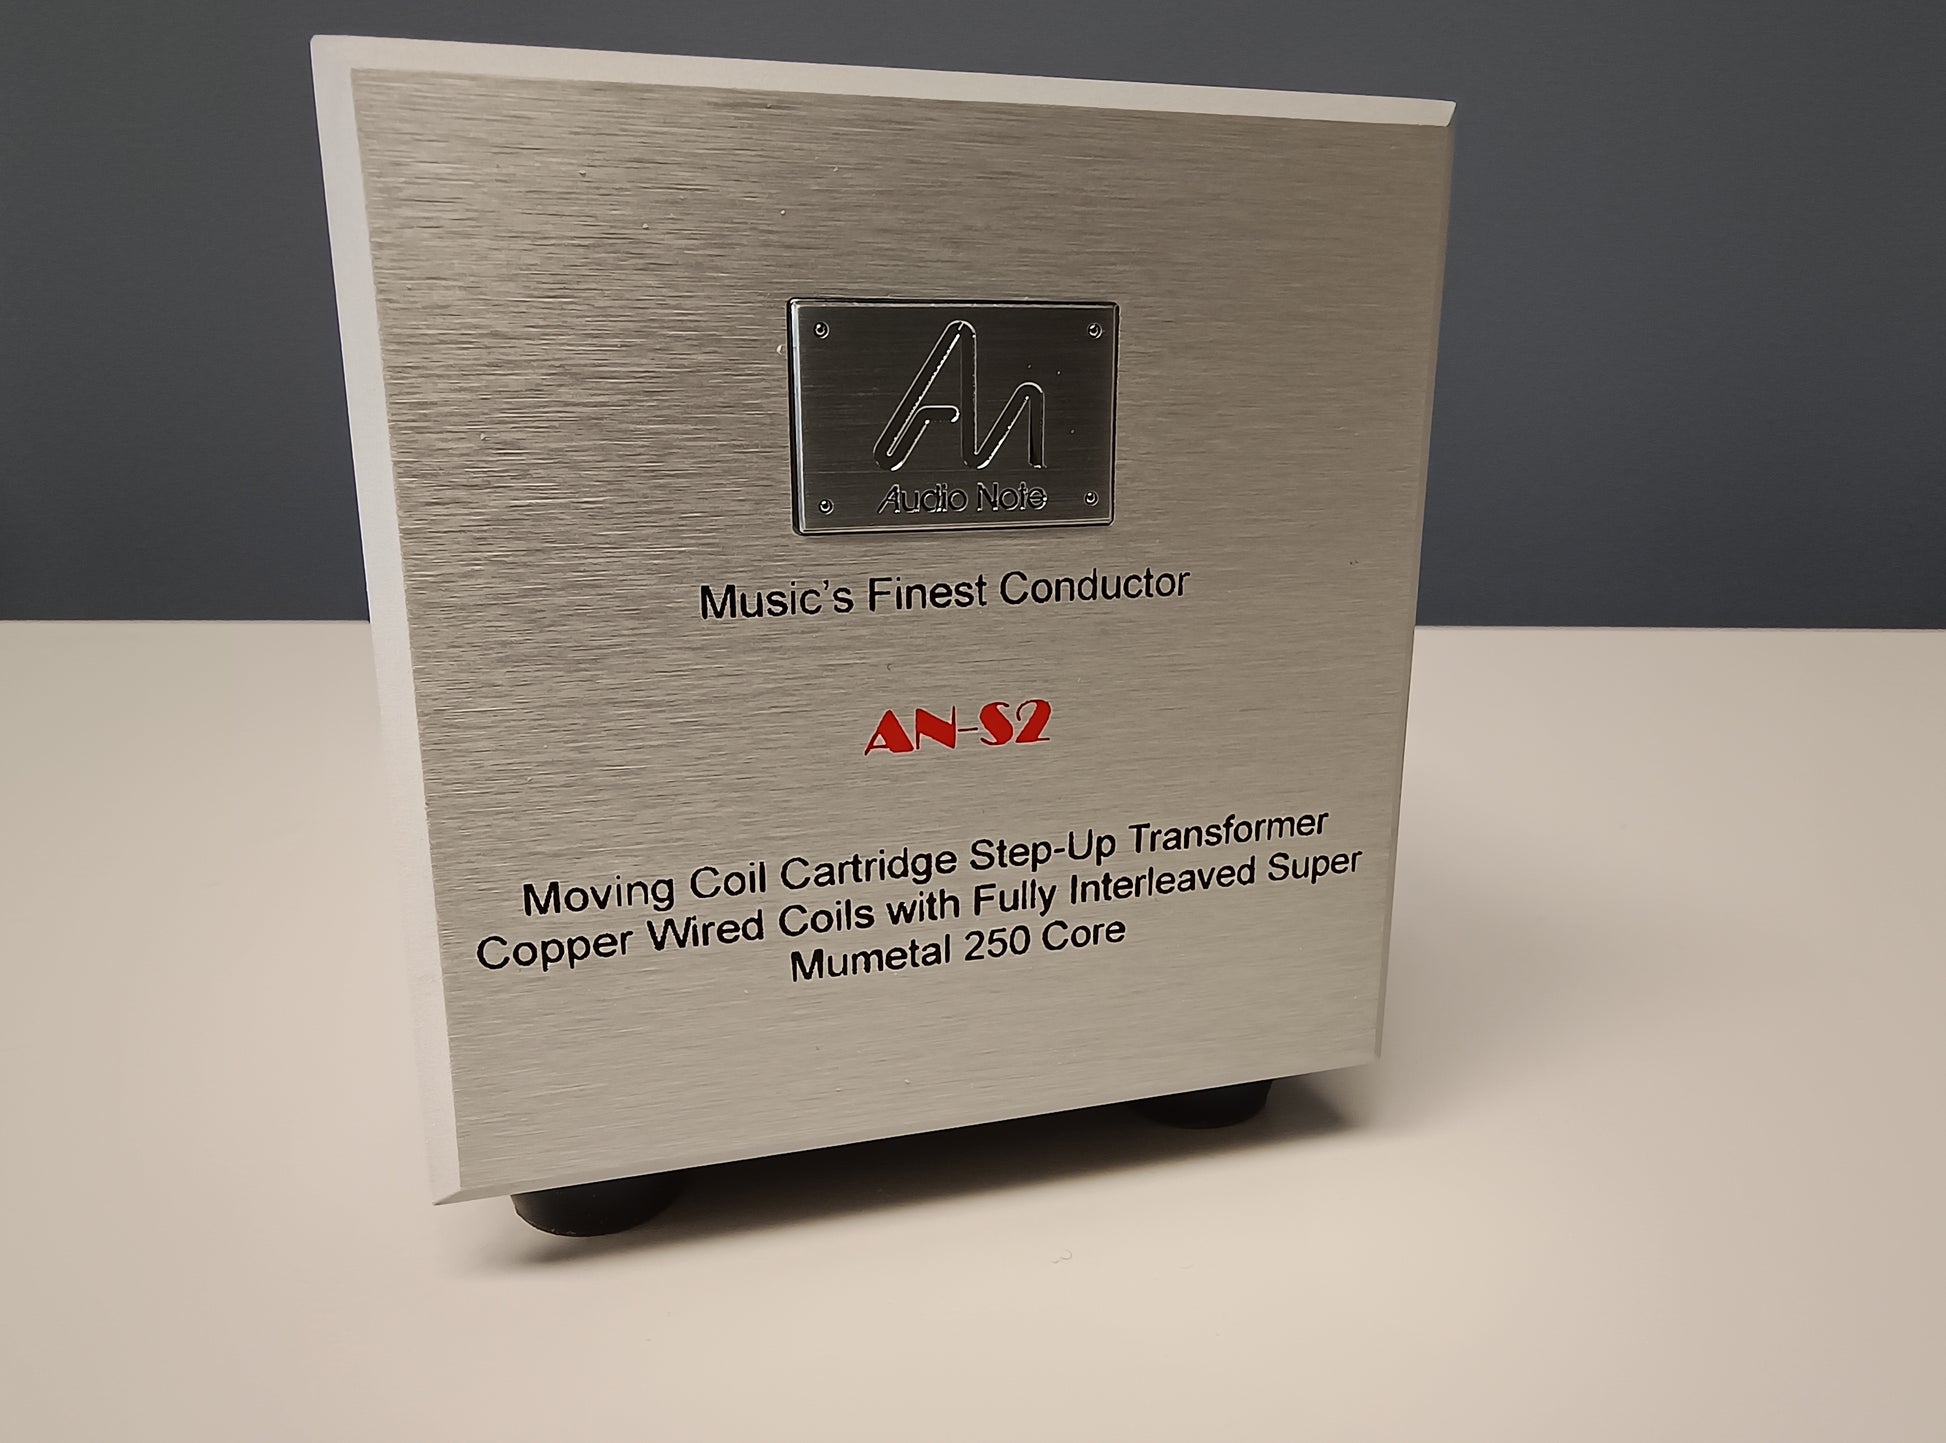 An
Audio Note
Music's Finest Conductor
AN-S2
Moving Coil Cartridge Step-Up Transformer
Copper Wired Coils with Fully Interleaved Super
Mumetal 250 Core